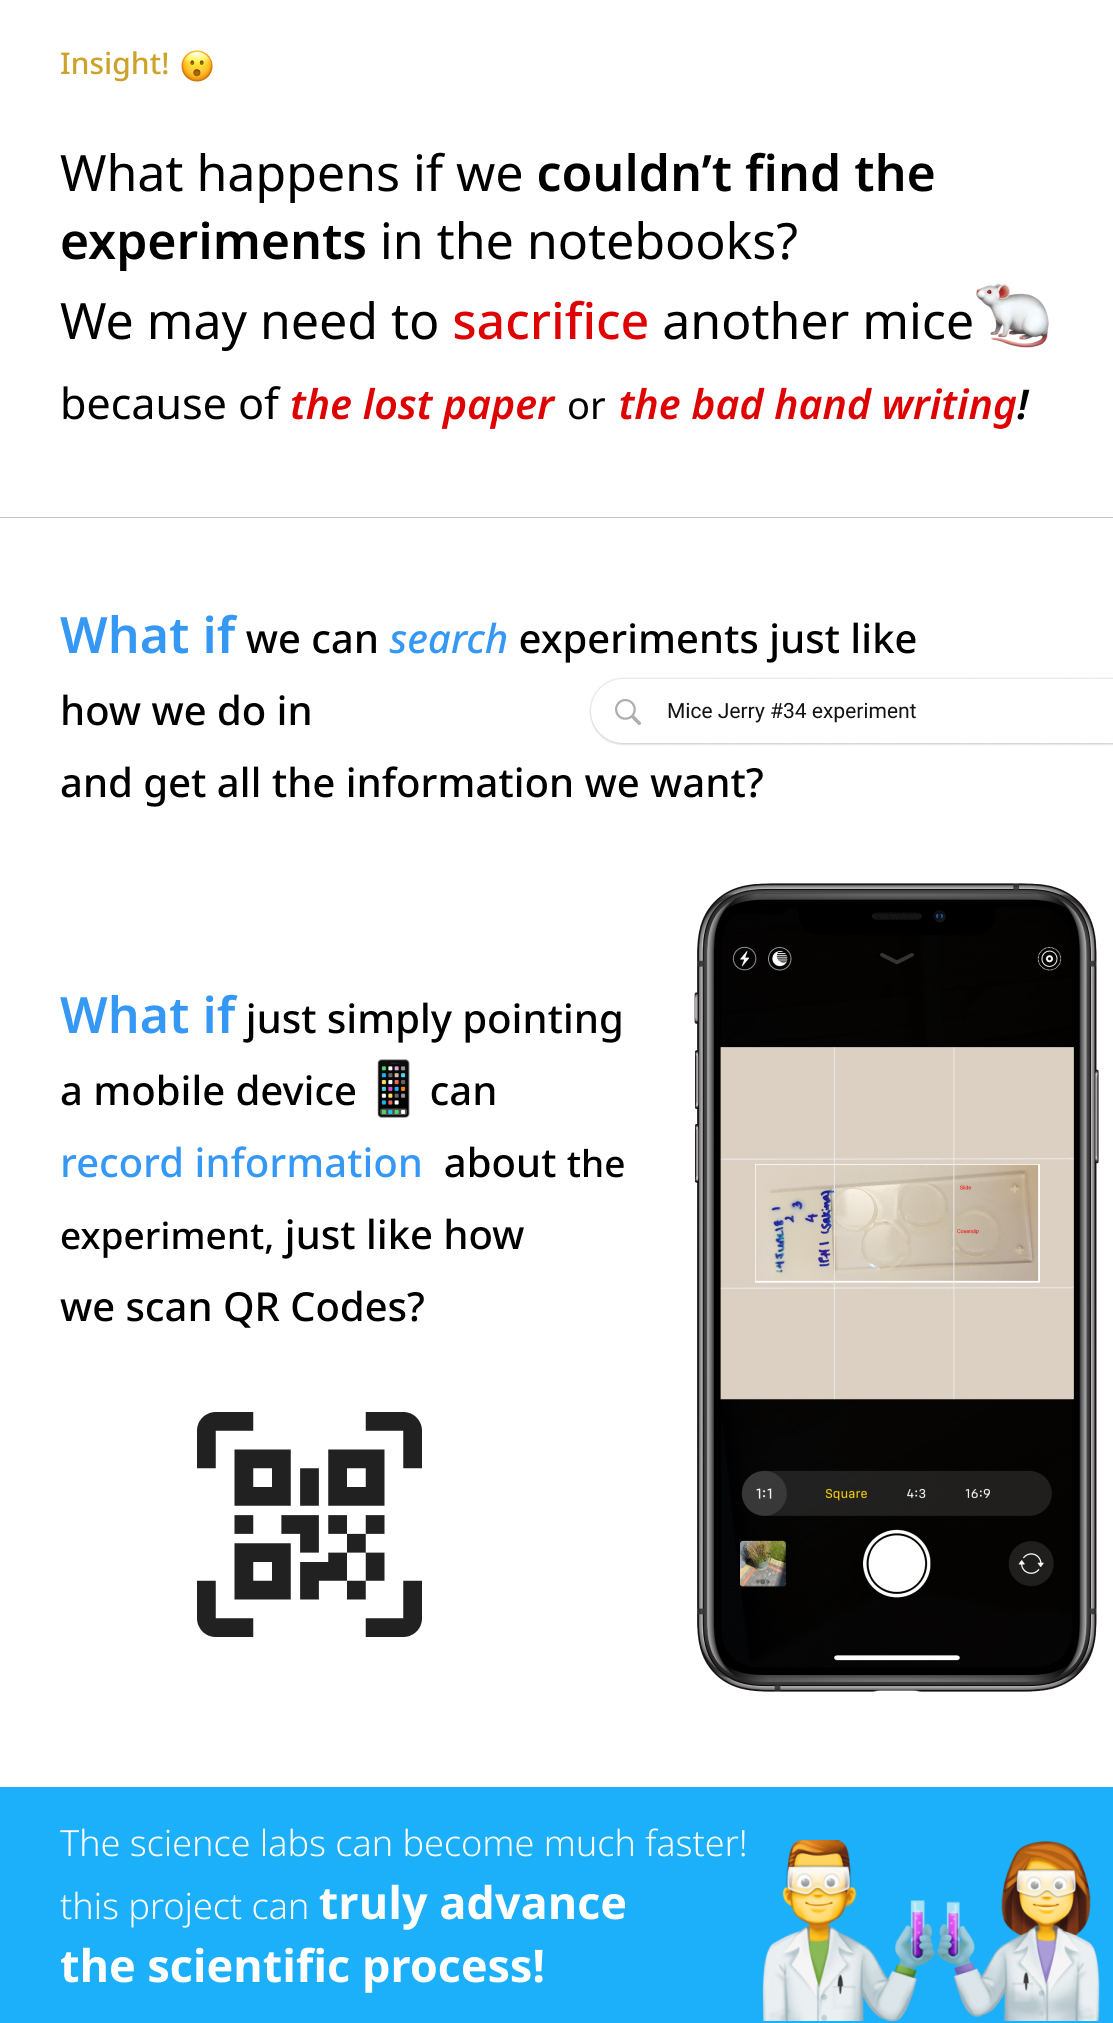 Insight! 😮
What happens if we couldn’t find the
experiments in the notebooks?
We may need to sacrifice another mice🐁
because of the lost paper or the bad hand writing!
What if we can search experiments just like
how we do in
Mice Jerry #34 experiment
and get all the information we want?
What if just simply pointing
a mobile device 📱 can
record information about the
experiment, just like how
we scan QR Codes?
Slide
Coverslip
1:1 Square 4:3 16:9
The science labs can become much faster!
this project can truly advance
the scientific process!